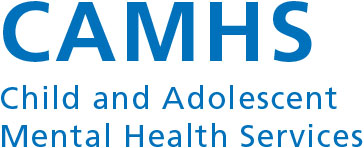 CAMHS
Child and Adolescent
Mental Health Services